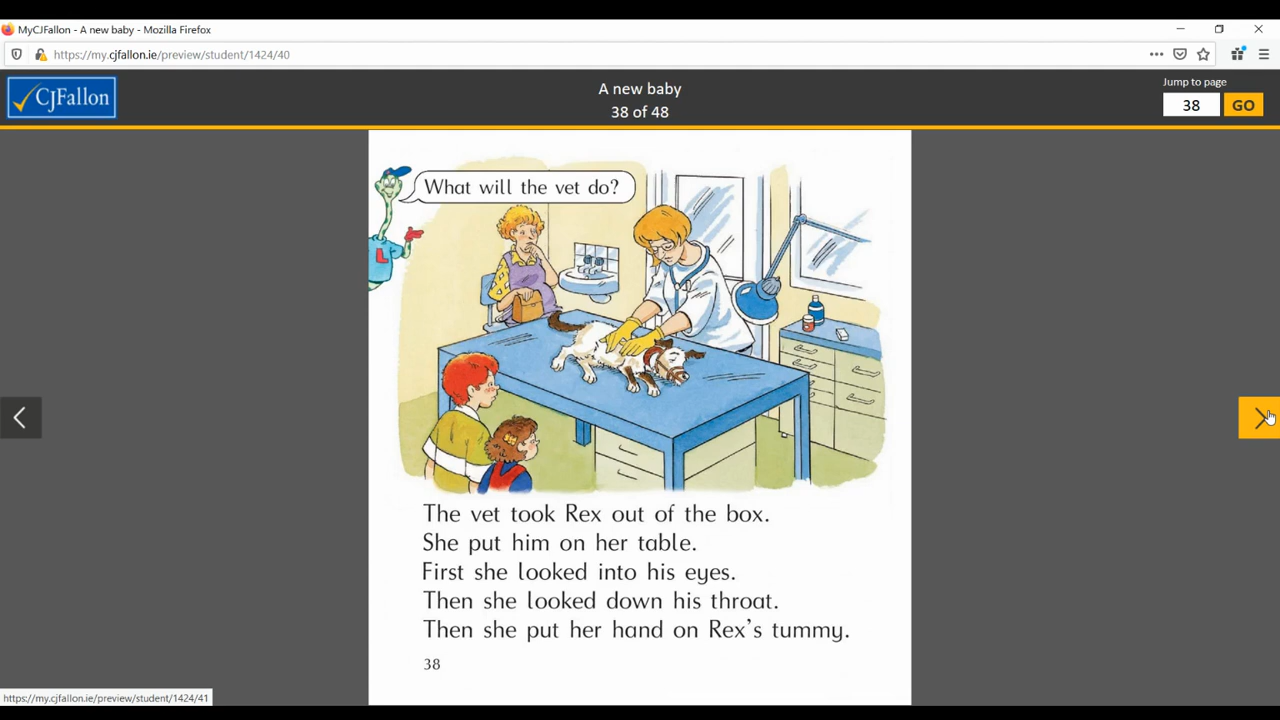 MyCJFallon - A new baby - Mozilla Firefox
https://my.cjfallon.ie/preview/student/1424/40
CJFallon
A new baby
38 of 48
Jump to page
38 GO
What will the vet do?
L
The vet took Rex out of the box.
She put him on her table.
First she looked into his eyes.
Then she looked down his throat.
Then she put her hand on Rex's tummy.
38
https://my.cjfallon.ie/preview/student/1424/41